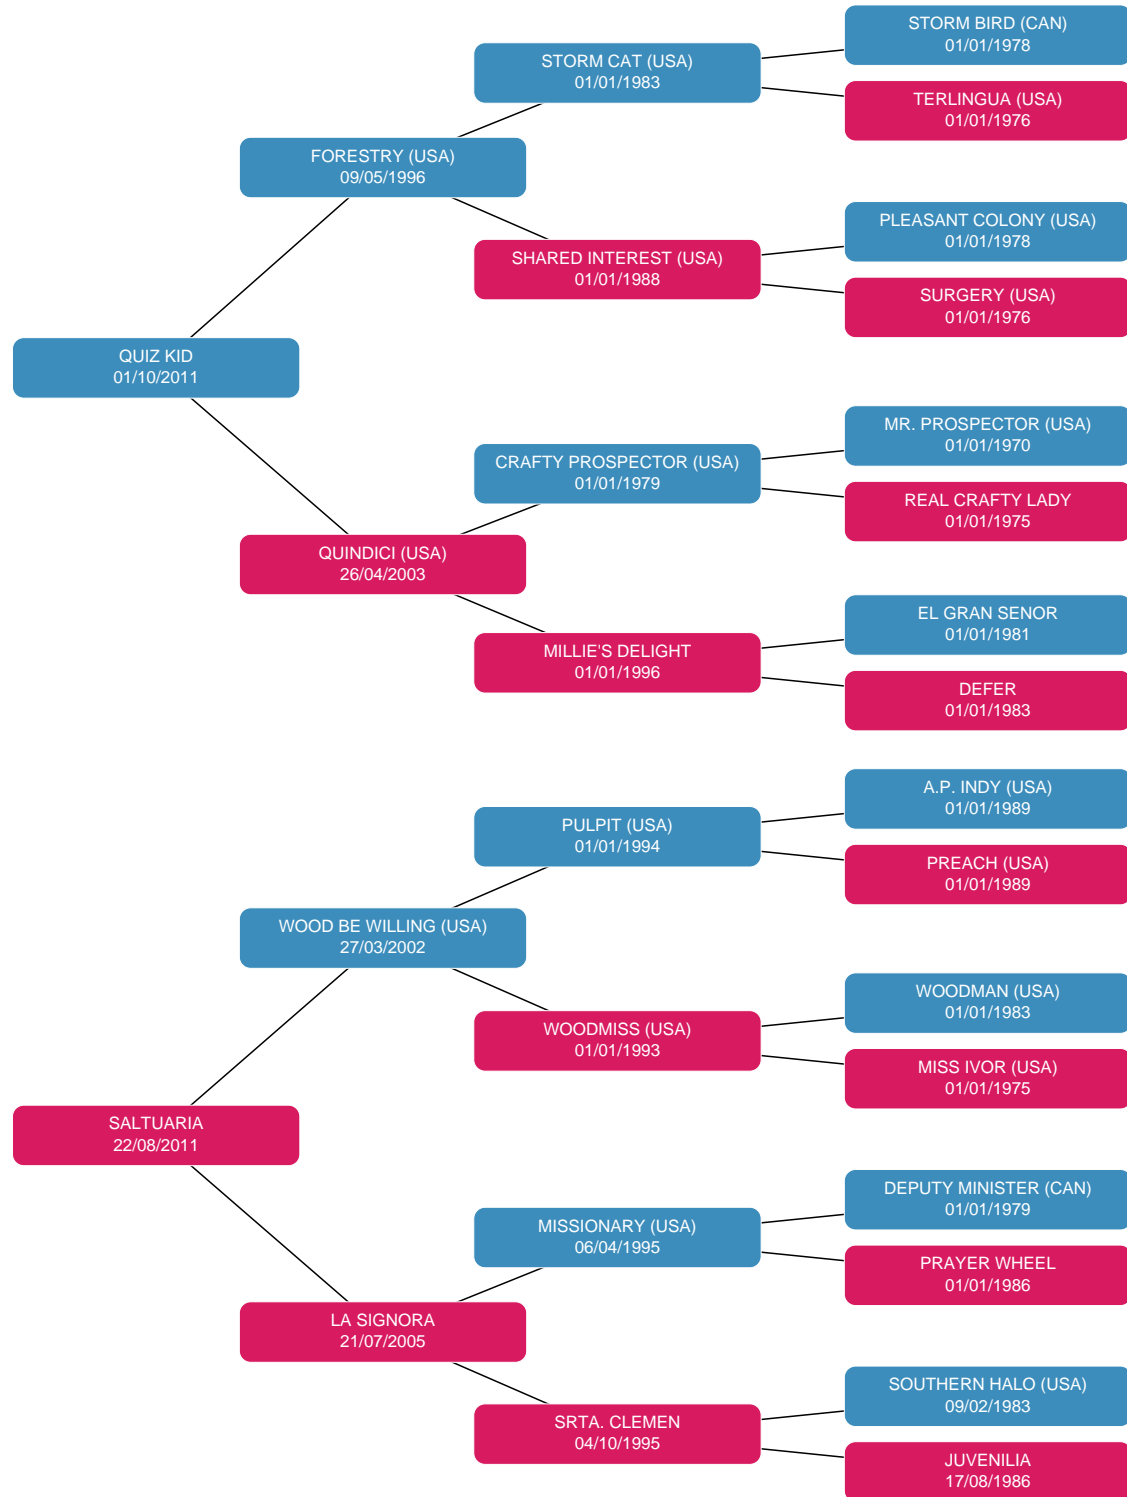 STORM BIRD (CAN)
01/01/1978
STORM CAT (USA)
01/01/1983
TERLINGUA (USA)
01/01/1976
FORESTRY (USA)
09/05/1996
PLEASANT COLONY (USA)
01/01/1978
SHARED INTEREST (USA)
01/01/1988
SURGERY (USA)
01/01/1976
QUIZ KID
01/10/2011
MR. PROSPECTOR (USA)
01/01/1970
CRAFTY PROSPECTOR (USA)
01/01/1979
REAL CRAFTY LADY
01/01/1975
QUINDICI (USA)
26/04/2003
EL GRAN SENOR
01/01/1981
MILLIE'S DELIGHT
01/01/1996
DEFER
01/01/1983
A.P. INDY (USA)
01/01/1989
PULPIT (USA)
01/01/1994
PREACH (USA)
01/01/1989
WOOD BE WILLING (USA)
27/03/2002
WOODMAN (USA)
01/01/1983
WOODMISS (USA)
01/01/1993
MISS IVOR (USA)
01/01/1975
SALTUARIA
22/08/2011
DEPUTY MINISTER (CAN)
01/01/1979
MISSIONARY (USA)
06/04/1995
PRAYER WHEEL
01/01/1986
LA SIGNORA
21/07/2005
SOUTHERN HALO (USA)
09/02/1983
SRTA. CLEMEN
04/10/1995
JUVENILIA
17/08/1986